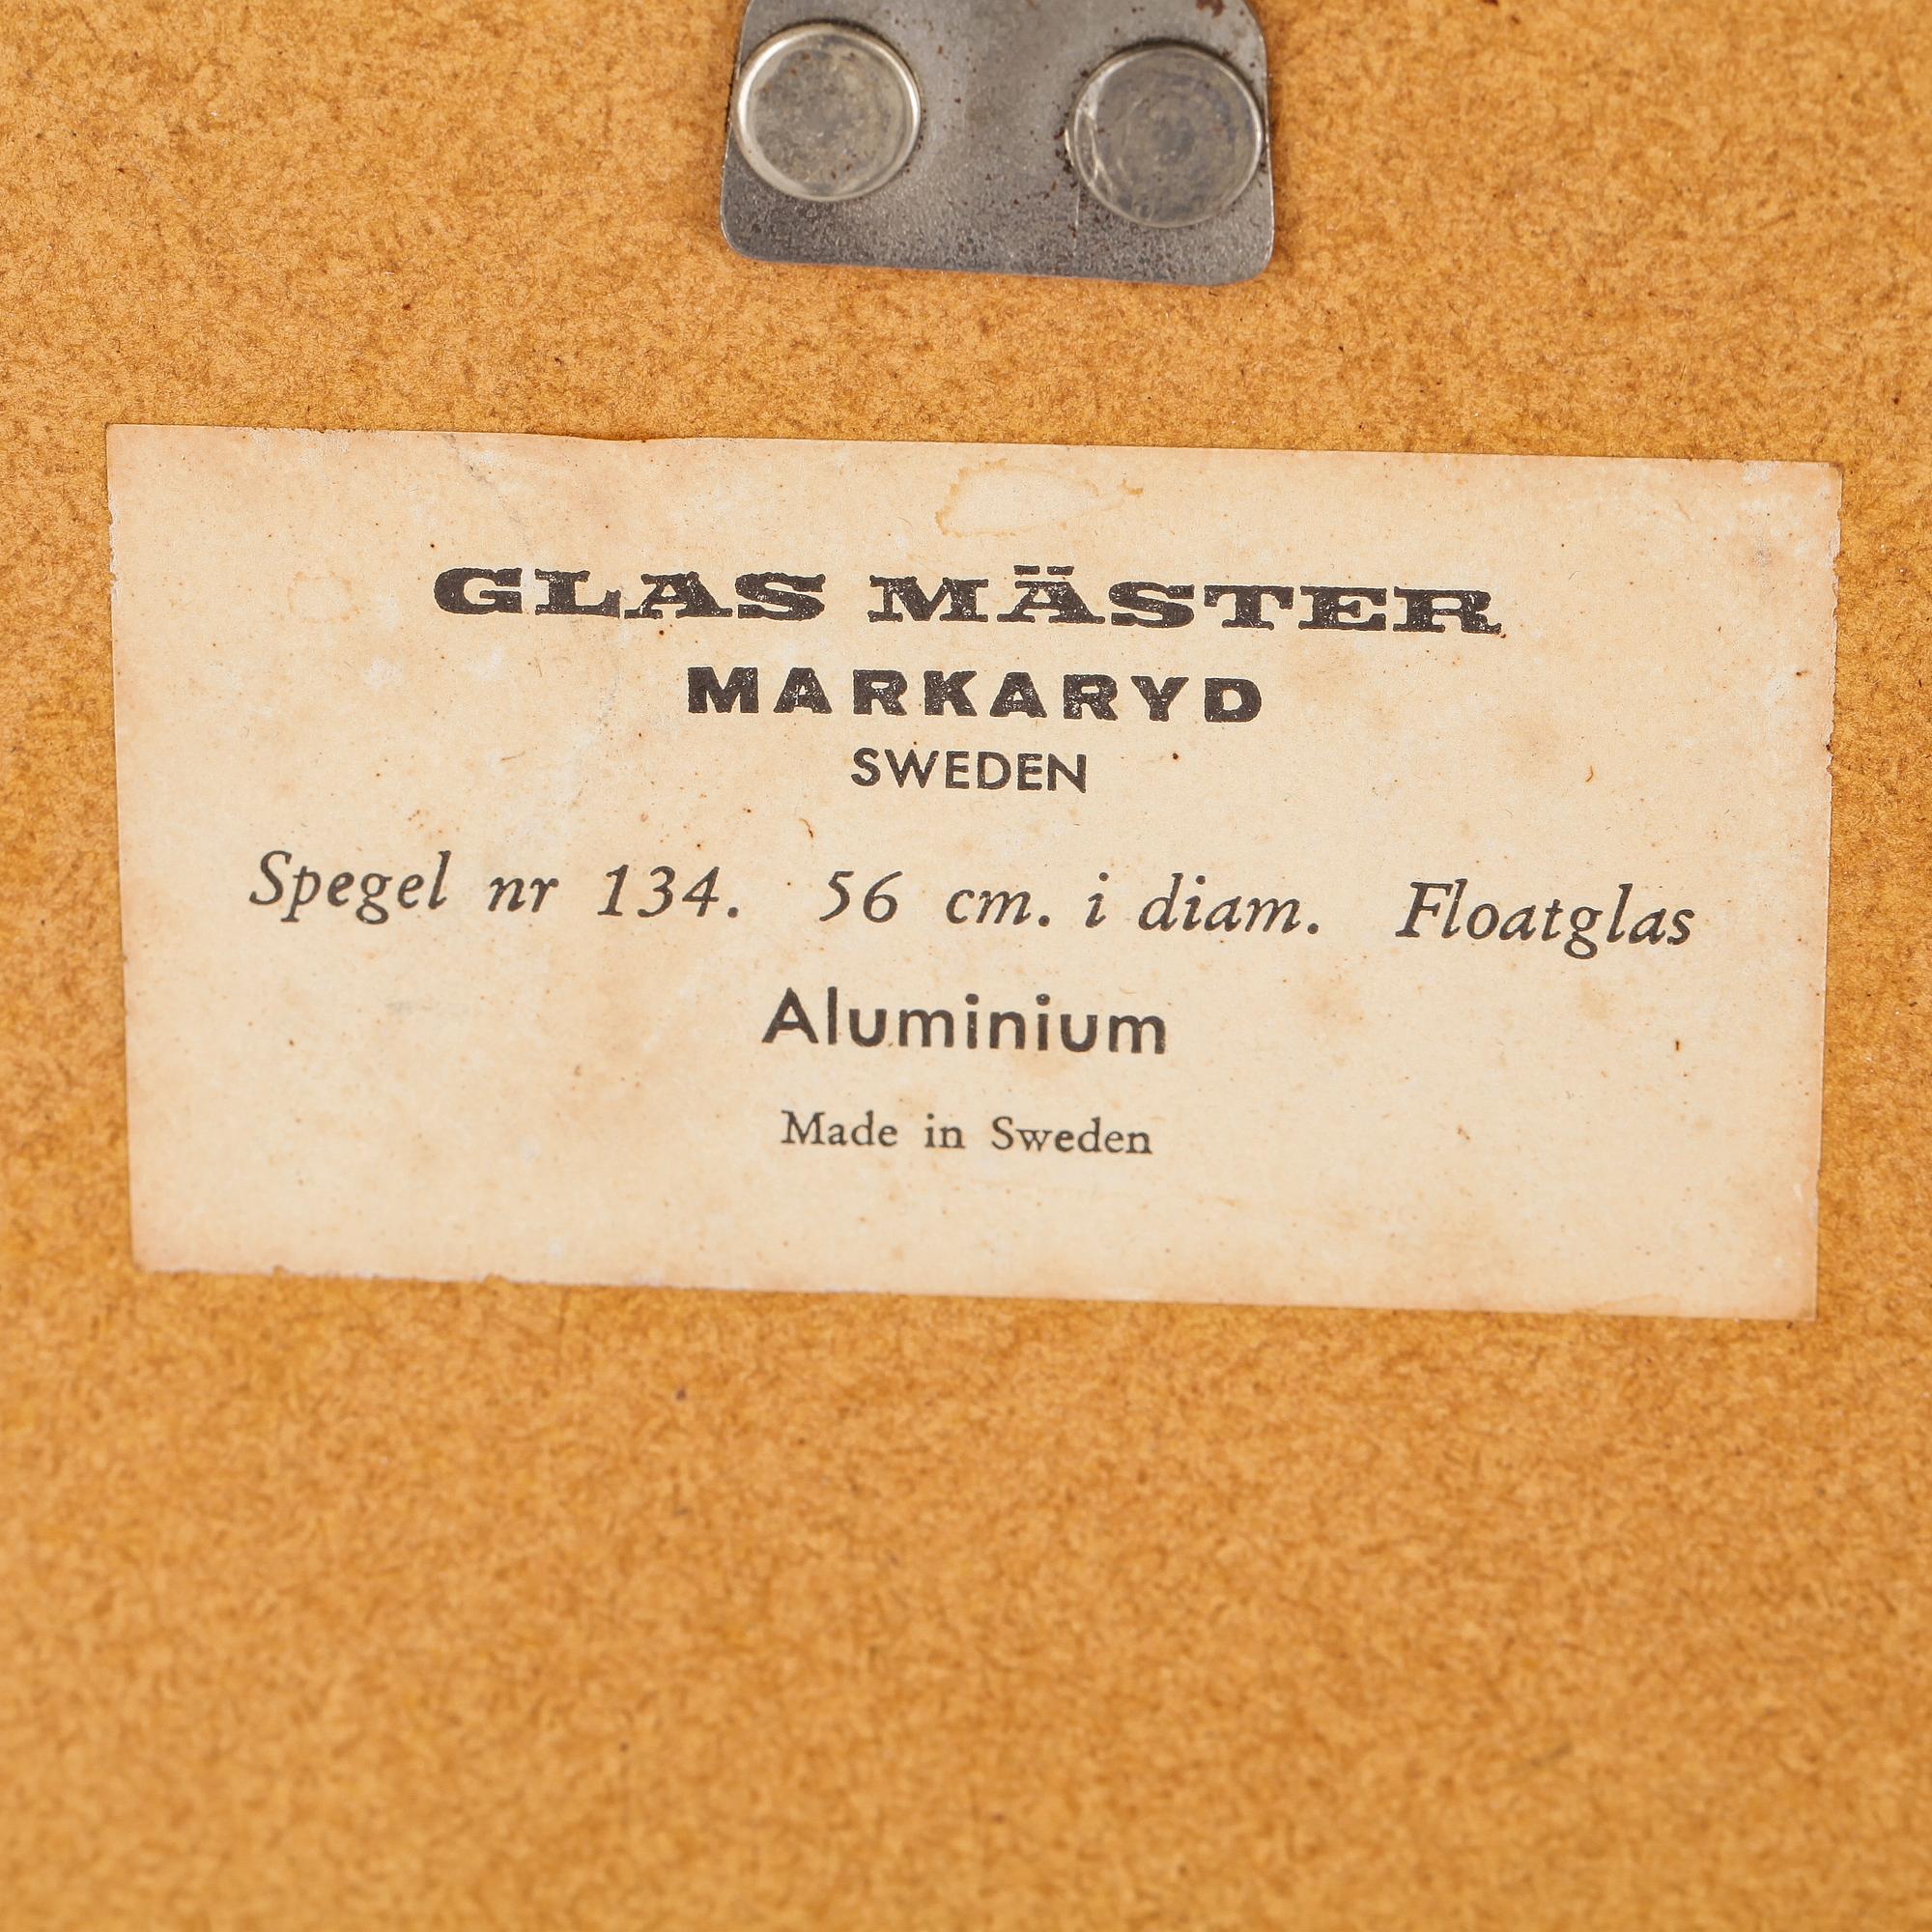 GLAS MÄSTER
MARKARYD
SWEDEN
Spegel nr 134. 56 cm. i diam. Floatglas
Aluminium
Made in Sweden